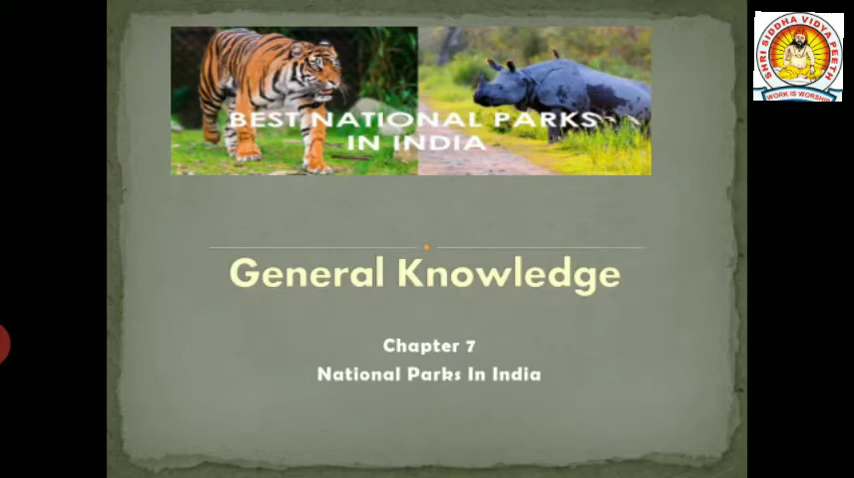 BEST NATIONAL PARKS
IN INDIA
SHRI SIDDHA VIDYA PEETH
WORK IS WORSHIP
General Knowledge
Chapter 7
National Parks In India